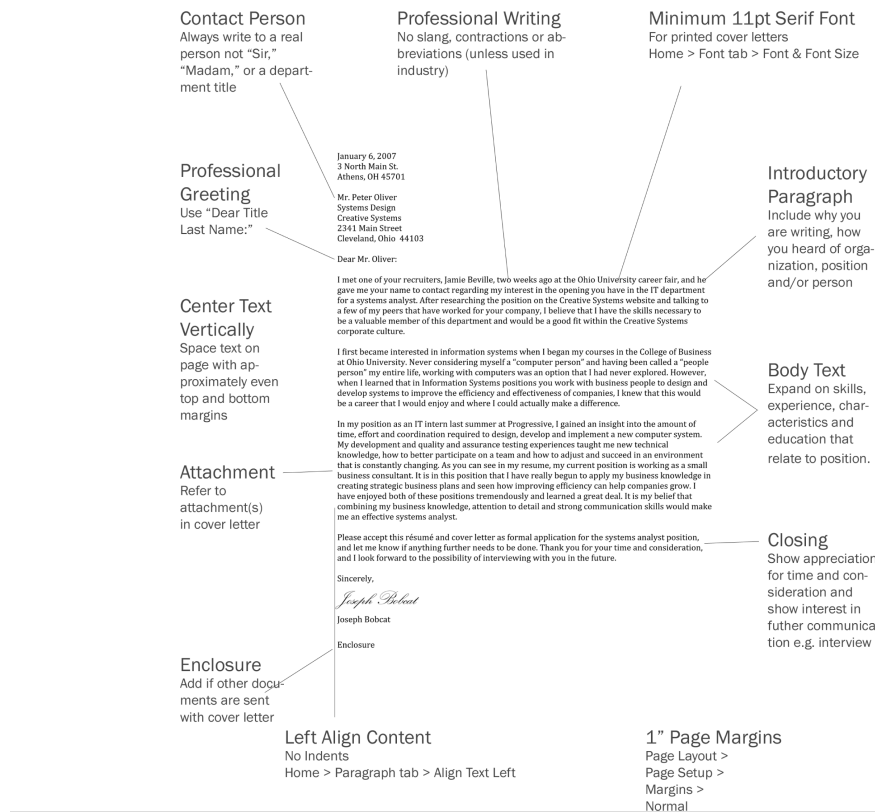 Contact Person
Always write to a real
person not “Sir,”
“Madam,” or a depart-
ment title
Professional Writing
No slang, contractions or ab-
breviations (unless used in
industry)
Minimum 11pt Serif Font
For printed cover letters
Home > Font tab > Font & Font Size
Professional
Greeting
Use “Dear Title
Last Name:”
Center Text
Vertically
Space text on
page with ap-
proximately even
top and bottom
margins
Attachment
Refer to
attachment(s)
in cover letter
Enclosure
Add if other docu-
ments are sent
with cover letter
January 6, 2007
3 North Main St.
Athens, OH 45701
Mr. Peter Oliver
Systems Design
Creative Systems
2341 Main Street
Cleveland, Ohio 44103
Dear Mr. Oliver:
I met one of your recruiters, Jamie Beville, two weeks ago at the Ohio University career fair, and he
gave me your name to contact regarding my interest in the opening you have in the IT department
for a systems analyst. After researching the position on the Creative Systems website and talking to
a few of my peers that have worked for your company, I believe that I have the skills necessary to
be a valuable member of this department and would be a good fit within the Creative Systems
corporate culture.
I first became interested in information systems when I began my courses in the College of Business
at Ohio University. Never considering myself a “computer person” and having been called a “people
person” my entire life, working with computers was an option that I had never explored. However,
when I learned that in Information Systems positions you work with business people to design and
develop systems to improve the efficiency and effectiveness of companies, I knew that this would
be a career that I would enjoy and where I could actually make a difference.
In my position as an IT intern last summer at Progressive, I gained an insight into the amount of
time, effort and coordination required to design, develop and implement a new computer system.
My development and quality and assurance testing experiences taught me new technical
knowledge, how to better participate on a team and how to adjust and succeed in an environment
that is constantly changing. As you can see in my resume, my current position is working as a small
business consultant. It is in this position that I have really begun to apply my business knowledge in
creating strategic business plans and seen how improving efficiency can help companies grow. I
have enjoyed both of these positions tremendously and learned a great deal. It is my belief that
combining my business knowledge, attention to detail and strong communication skills would make
me an effective systems analyst.
Please accept this résumé and cover letter as formal application for the systems analyst position,
and let me know if anything further needs to be done. Thank you for your time and consideration,
and I look forward to the possibility of interviewing with you in the future.
Sincerely,
Joseph Bobcat
Joseph Bobcat
Enclosure
Introductory
Paragraph
Include why you
are writing, how
you heard of orga-
nization, position
and/or person
Body Text
Expand on skills,
experience, char-
acteristics and
education that
relate to position.
Closing
Show appreciation
for time and con-
sideration and
show interest in
futher communica
tion e.g. interview
Left Align Content
No Indents
Home > Paragraph tab > Align Text Left
1” Page Margins
Page Layout >
Page Setup >
Margins >
Normal